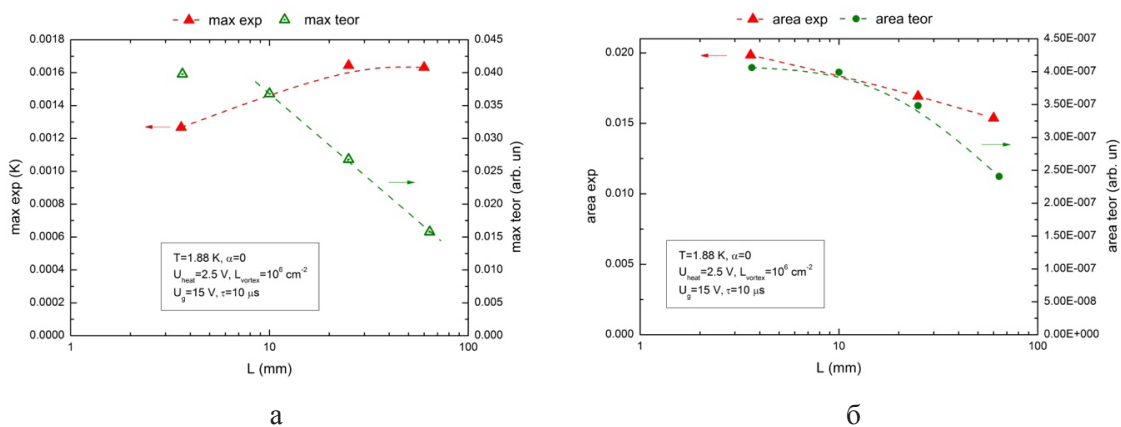 max exp max teor
0.0018
0.0016
0.0014
0.0012
0.0010
0.0008
0.0006
0.0004
0.0002
0.0000
max exp (K)
0.045
0.040
0.035
0.030
0.025
0.020
0.015
0.010
0.005
0.000
max teor (arb. un)
T=1.88 K, α=0
U_heat=2.5 V, L_vortex=10⁶ cm⁻²
U_g=15 V, τ=10 μs
1 10 100
L (mm)
а
area exp area teor
0.020
0.015
0.010
0.005
0.000
area exp
4.50E-007
4.00E-007
3.50E-007
3.00E-007
2.50E-007
2.00E-007
1.50E-007
1.00E-007
5.00E-008
0.00E+000
area teor (arb. un)
T=1.88 K, α=0
U_heat=2.5 V, L_vortex=10⁶ cm⁻²
U_g=15 V, τ=10 μs
1 10 100
L (mm)
б